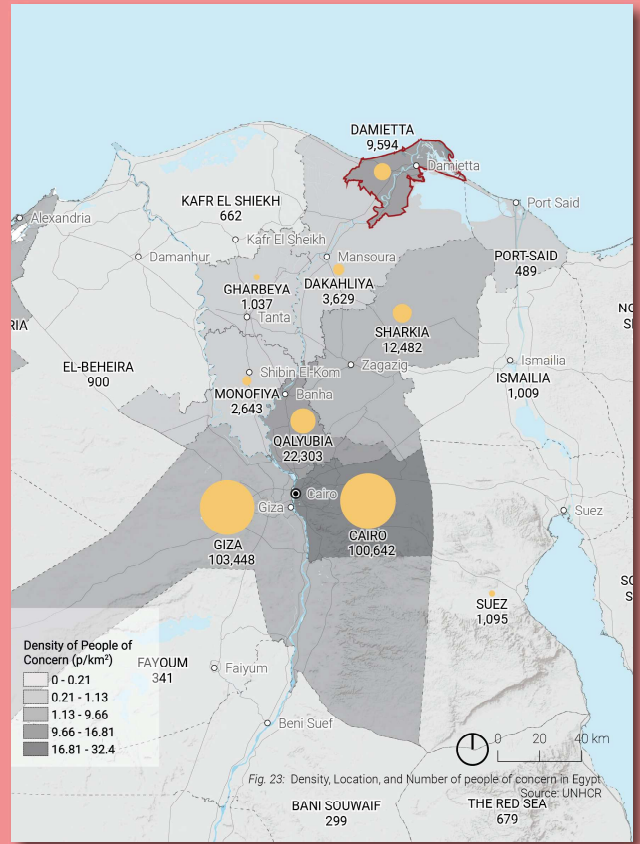 DAMIETTA
9,594
Damietta
KAFR EL SHIEKH
662
Port Said
Alexandria
Kafr El Sheikh
Damanhur
Mansoura
PORT-SAID
489
GHARBEYA
1.037
DAKAHLIYA
3,629
Tanta
SHARKIA
12,482
RIA
EL-BEHEIRA
900
Shibin El-Kom
Zagazig
Ismailia
ISMAILIA
1,009
MONOFIYA
2,643
Banha
QALYUBIA
22,303
Giza
Cairo
Suez
GIZA
103,448
CAIRO
100,642
SUEZ
1,095
Density of People of
Concern (p/km²)
0 - 0.21
0.21 - 1.13
1.13 - 9.66
9.66 - 16.81
16.81 - 32.4
FAYOUM
341
Faiyum
Beni Suef
0 20 40 km
Fig. 23: Density, Location, and Number of people of concern in Egypt
Source: UNHCR
BANI SOUWAIF
299
THE RED SEA
679